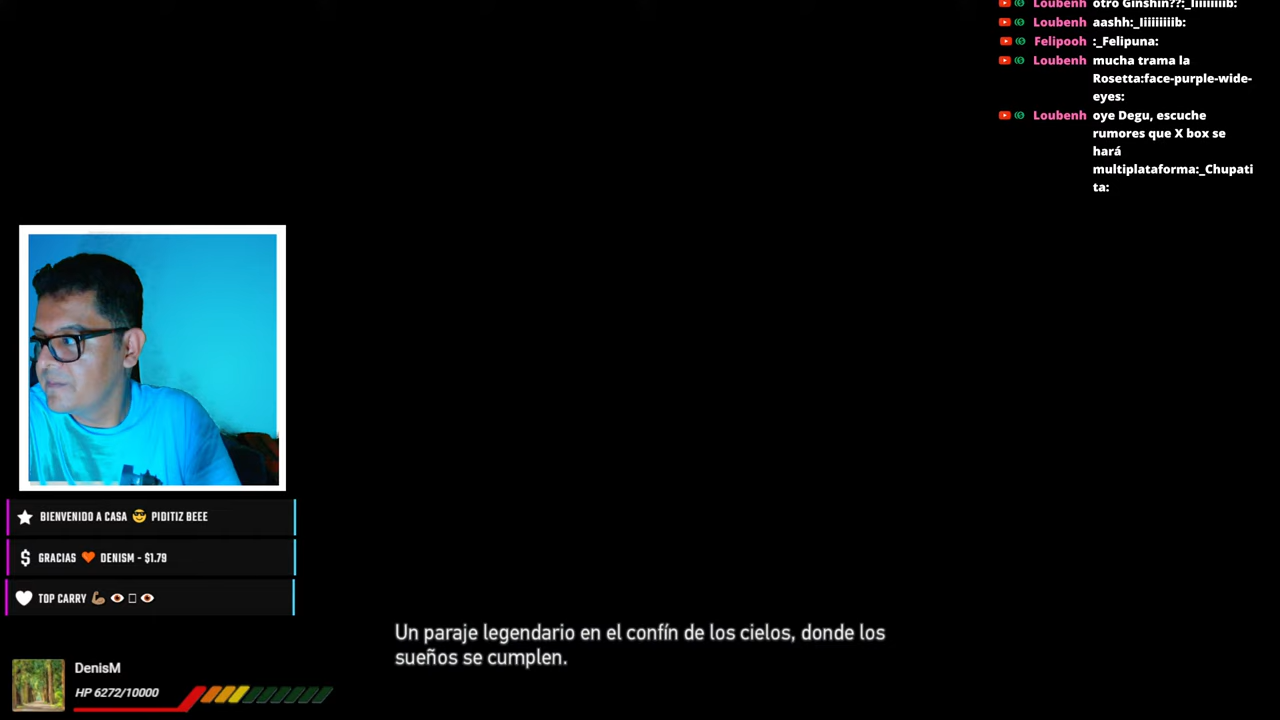 Loubenh otro Ginshin??:_Iiiiiiiib:
Loubenh aashh:_Iiiiiiiib:
Felipooh :_Felipuna:
Loubenh mucha trama la
Rosetta:face-purple-wide-
eyes:
Loubenh oye Degu, escuche
rumores que X box se
hará
multiplataforma:_Chupati
ta:
BIENVENIDO A CASA 😎 PIDITIZ BEEE
$ GRACIAS 🧡 DENISM - $1.79
TOP CARRY 💪🏽 👁 👁
Un paraje legendario en el confín de los cielos, donde los
sueños se cumplen.
DenisM
HP 6272/10000